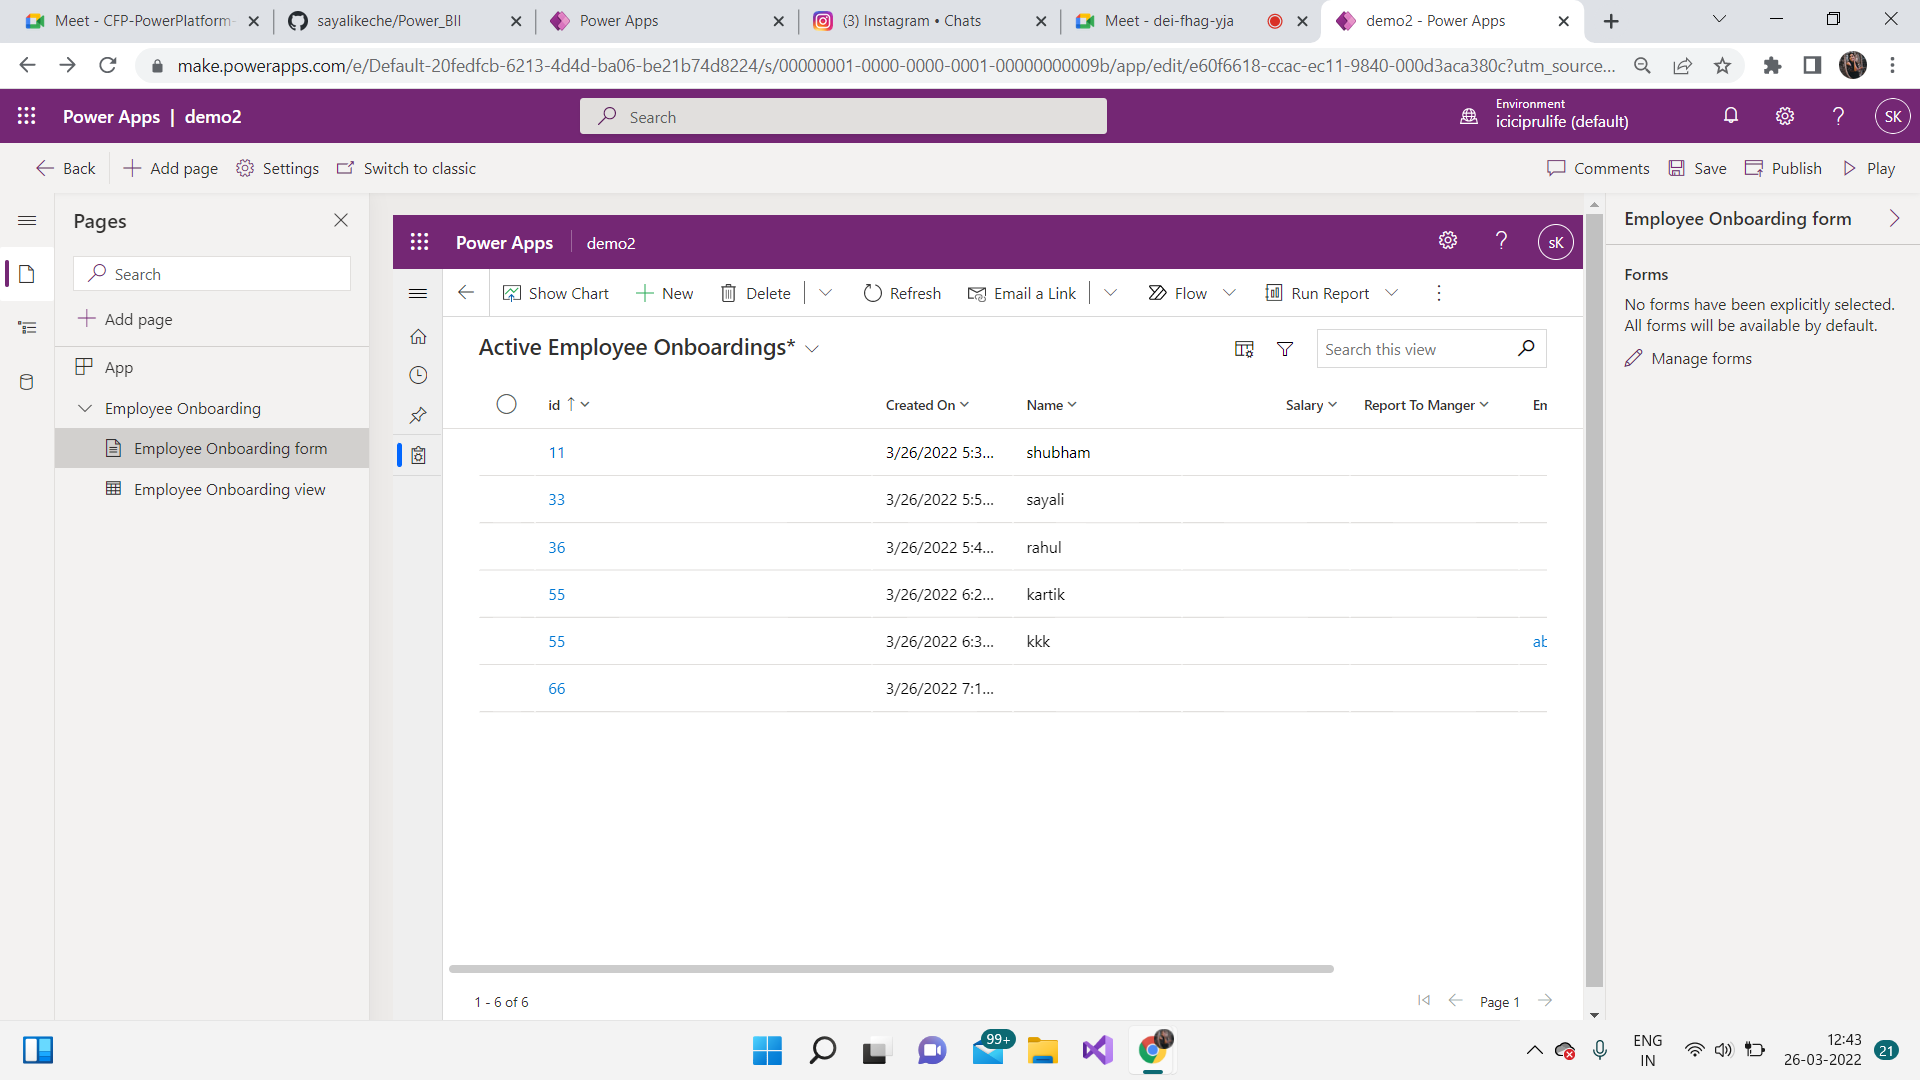 Meet - CFP-PowerPlatform-
sayalikeche/Power_BII
Power Apps
(3) Instagram • Chats
Meet - dei-fhag-yja
demo2 - Power Apps
make.powerapps.com/e/Default-20fedfcb-6213-4d4d-ba06-be21b74d8224/s/00000001-0000-0000-0001-00000000009b/app/edit/e60f6618-ccac-ec11-9840-000d3aca380c?utm_source...
Power Apps | demo2
Search
Environment
iciciprulife (default)
SK
Back
Add page
Settings
Switch to classic
Comments
Save
Publish
Play
Pages
Search
Add page
App
Employee Onboarding
Employee Onboarding form
Employee Onboarding view
Power Apps
demo2
sK
Show Chart
New
Delete
Refresh
Email a Link
Flow
Run Report
Active Employee Onboardings*
Search this view
id Created On Name Salary Report To Manger En
11 3/26/2022 5:3... shubham
33 3/26/2022 5:5... sayali
36 3/26/2022 5:4... rahul
55 3/26/2022 6:2... kartik
55 3/26/2022 6:3... kkk ab
66 3/26/2022 7:1...
1 - 6 of 6
Page 1
Employee Onboarding form
Forms
No forms have been explicitly selected.
All forms will be available by default.
Manage forms
99+
ENG
IN
12:43
26-03-2022
21